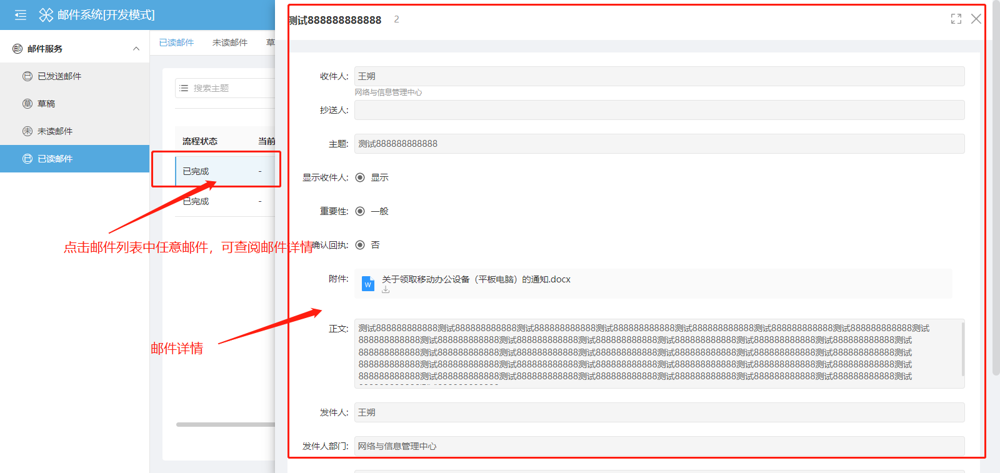 邮件系统[开发模式]
邮件服务
已发送邮件
草稿
未读邮件
已读邮件
已读邮件 未读邮件 草
搜索主题
流程状态 当前
已完成 -
已完成 -
点击邮件列表中任意邮件，可查阅邮件详情
邮件详情
测试888888888888 2
收件人: 王朔
网络与信息管理中心
抄送人:
主题: 测试888888888888
显示收件人: 显示
重要性: 一般
确认回执: 否
附件: 关于领取移动办公设备（平板电脑）的通知.docx
正文: 测试888888888888测试888888888888测试888888888888测试888888888888测试888888888888测试888888888888测试888888888888测试
888888888888测试888888888888测试888888888888测试888888888888测试888888888888测试888888888888测试888888888888测试
888888888888测试888888888888测试888888888888测试888888888888测试888888888888测试888888888888测试888888888888测试
888888888888测试888888888888测试888888888888测试888888888888测试888888888888测试888888888888测试888888888888测试
888888888888测试888888888888测试888888888888测试888888888888测试888888888888测试888888888888测试888888888888测试
发件人: 王朔
发件人部门: 网络与信息管理中心